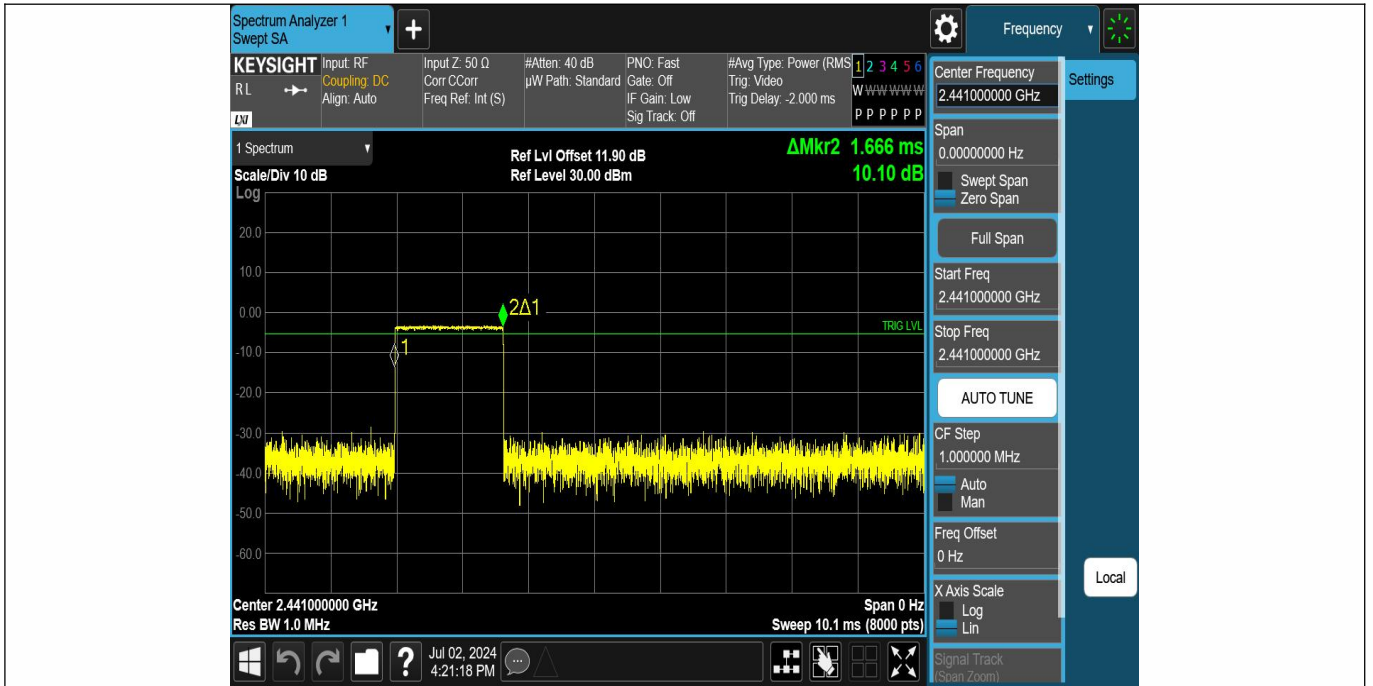 Spectrum Analyzer 1
Swept SA
+
Frequency
KEYSIGHT
R L
LXI
Input: RF
Coupling: DC
Align: Auto
Input Z: 50 Ω
Corr CCorr
Freq Ref: Int (S)
#Atten: 40 dB
µW Path: Standard
PNO: Fast
Gate: Off
IF Gain: Low
Sig Track: Off
#Avg Type: Power (RMS
Trig: Video
Trig Delay: -2.000 ms
1 2 3 4 5 6
W W W W W W
P P P P P P
1 Spectrum
Scale/Div 10 dB
Ref Lvl Offset 11.90 dB
Ref Level 30.00 dBm
ΔMkr2 1.666 ms
10.10 dB
Log
20.0
10.0
0.00
-10.0
-20.0
-30.0
-40.0
-50.0
-60.0
2Δ1
1
TRIG LVL
Center 2.441000000 GHz
Res BW 1.0 MHz
Span 0 Hz
Sweep 10.1 ms (8000 pts)
Center Frequency
2.441000000 GHz
Settings
Span
0.00000000 Hz
Swept Span
Zero Span
Full Span
Start Freq
2.441000000 GHz
Stop Freq
2.441000000 GHz
AUTO TUNE
CF Step
1.000000 MHz
Auto
Man
Freq Offset
0 Hz
X Axis Scale
Log
Lin
Signal Track
(Span Zoom)
Local
?
Jul 02, 2024
4:21:18 PM